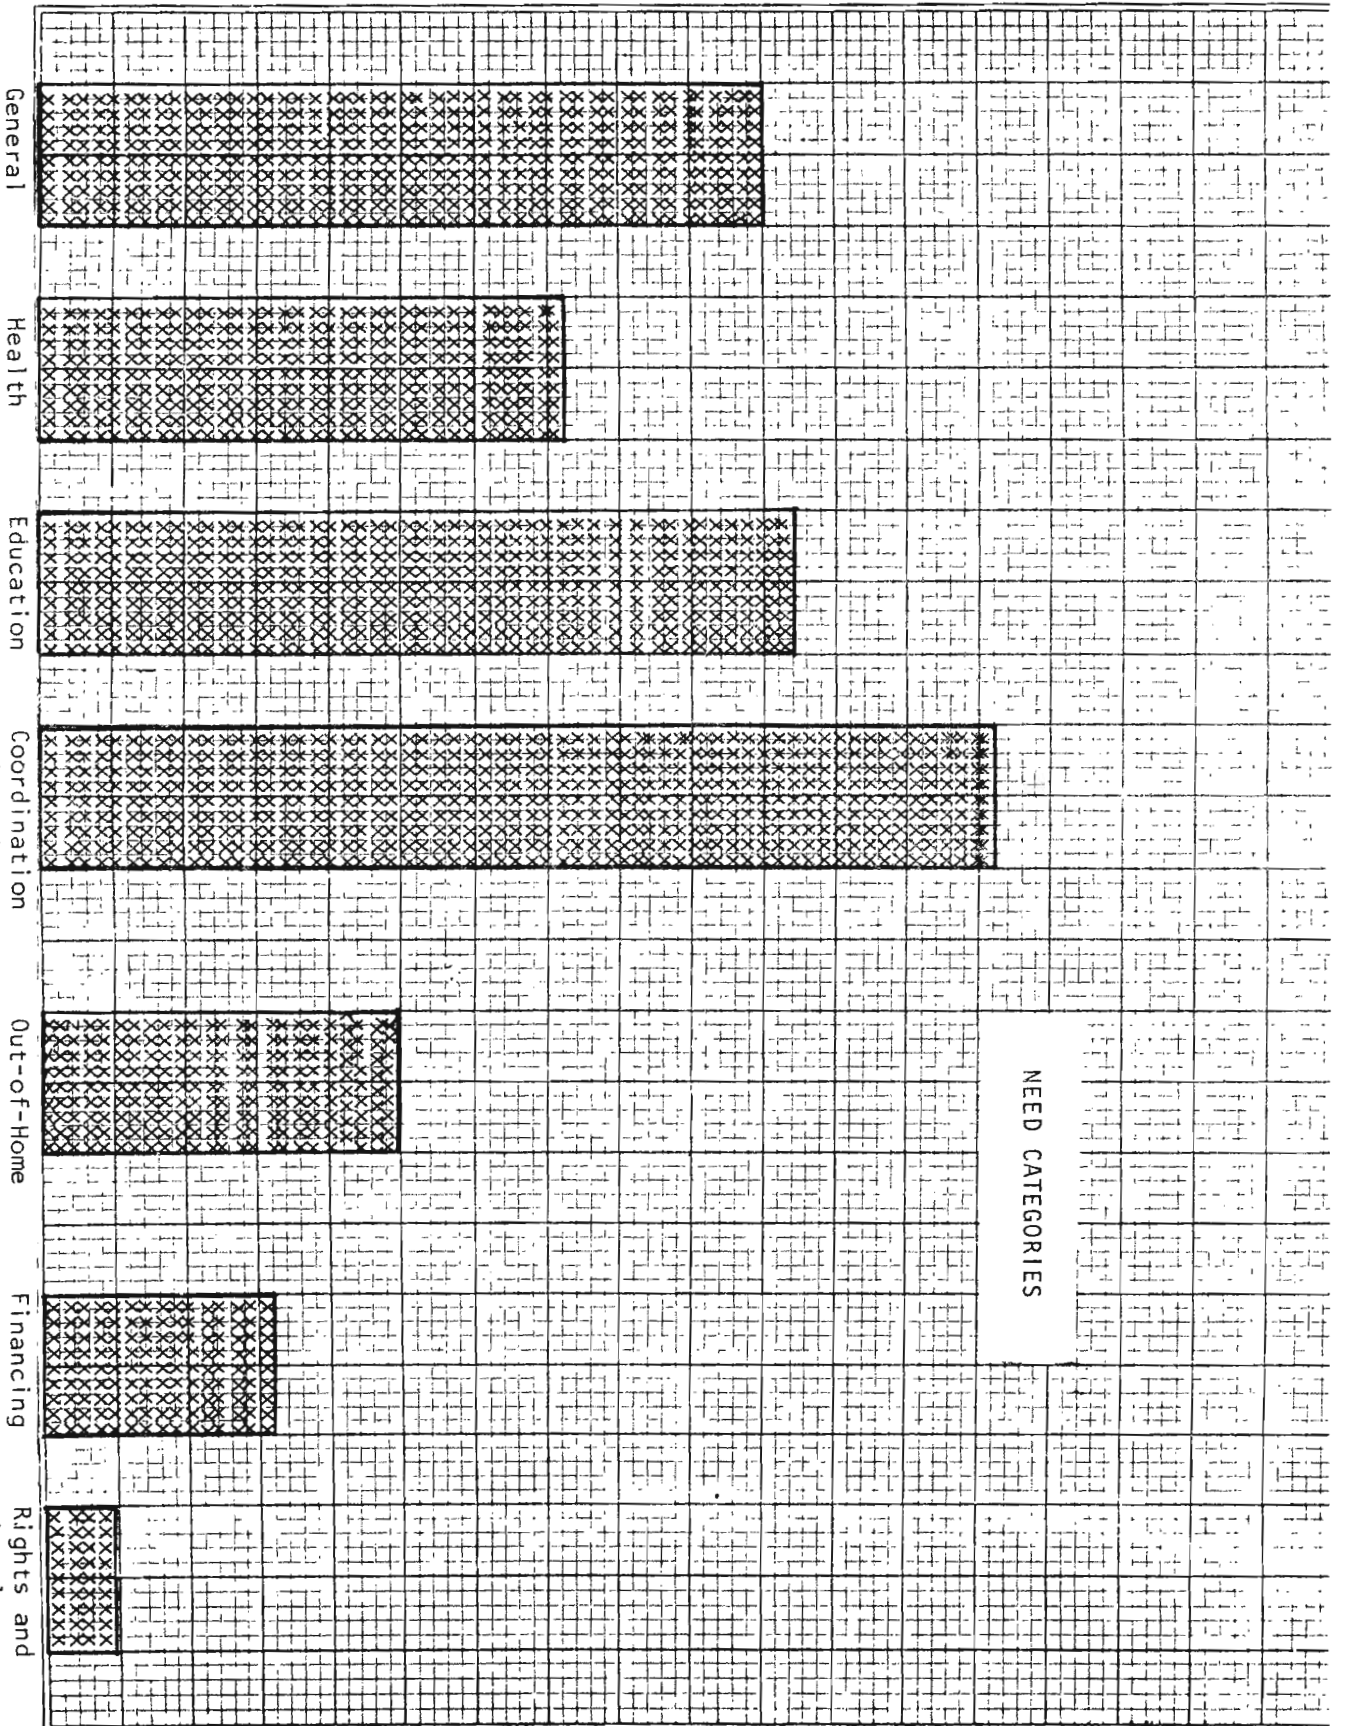 NEED CATEGORIES
General
Health
Education
Coordination
Out-of-Home
Financing
Rights and